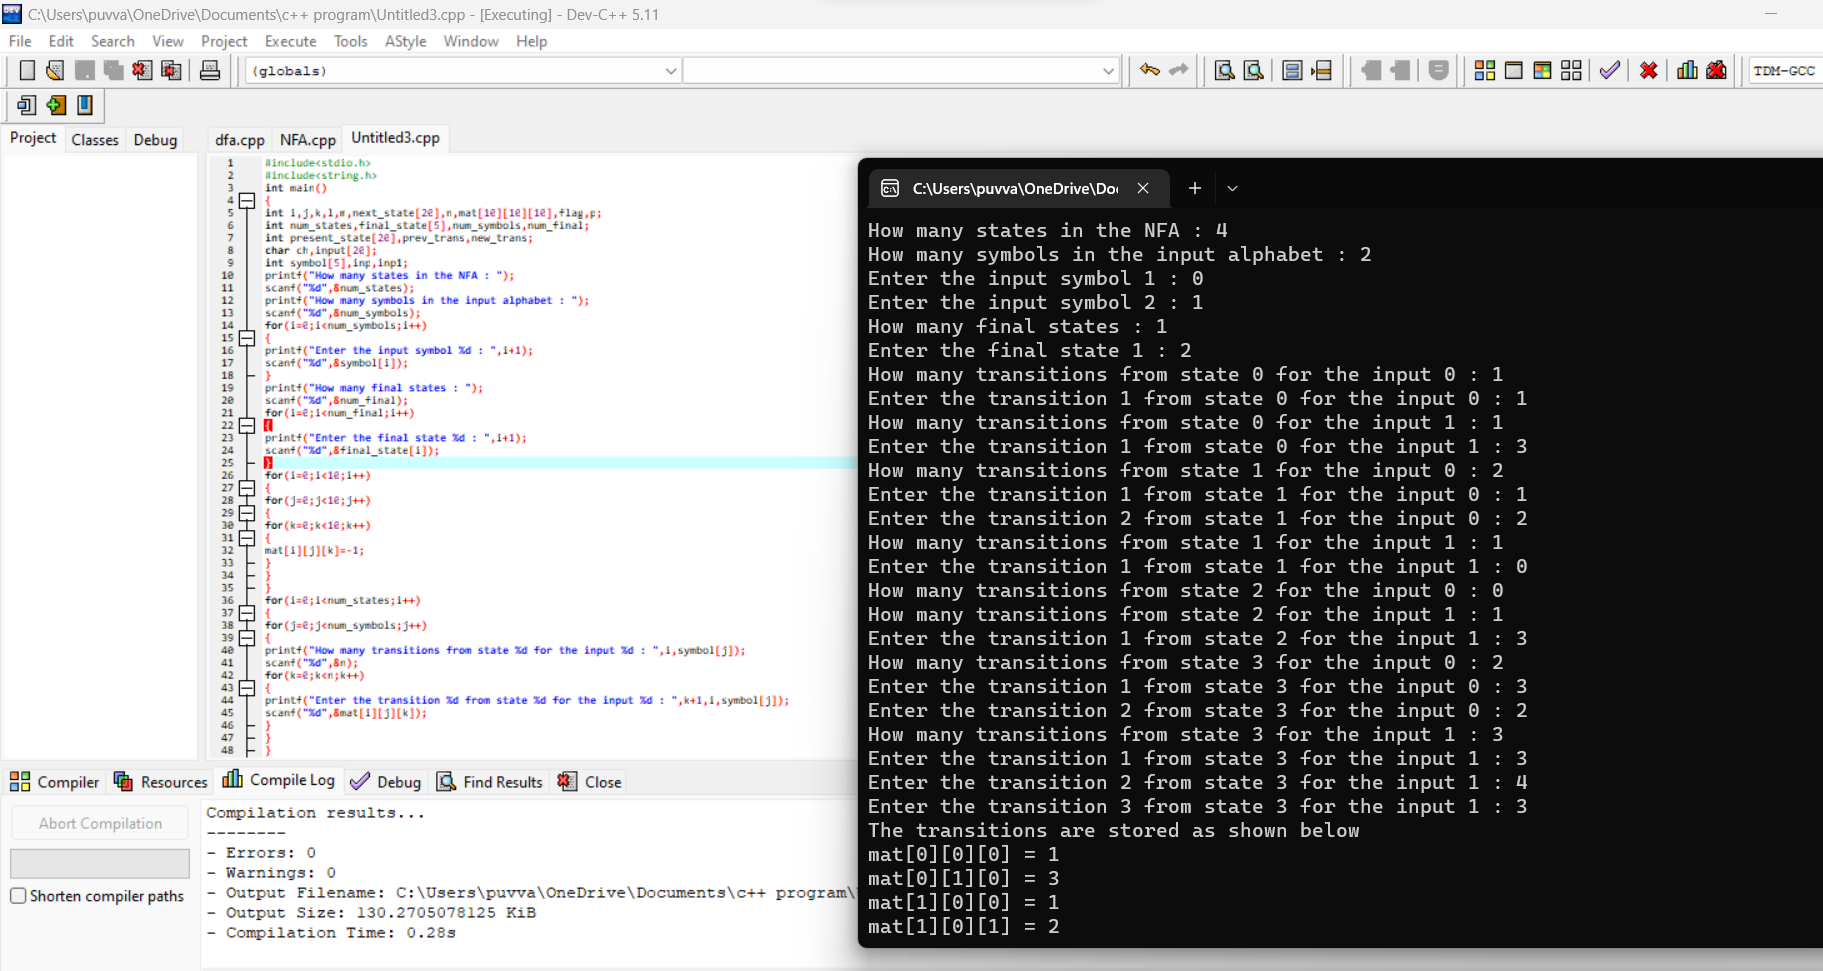 C:\Users\puvva\OneDrive\Documents\c++ program\Untitled3.cpp - [Executing] - Dev-C++ 5.11
File Edit Search View Project Execute Tools AStyle Window Help
(globals)
TDM-GCC
Project Classes Debug
dfa.cpp NFA.cpp Untitled3.cpp
1 #include<stdio.h>
2 #include<string.h>
3 int main()
4 {
5 int i,j,k,l,m,next_state[20],n,mat[10][10][10],flag,p;
6 int num_states,final_state[5],num_symbols,num_final;
7 int present_state[20],prev_trans,new_trans;
8 char ch,input[20];
9 int symbol[5],inp,inp1;
10 printf("How many states in the NFA : ");
11 scanf("%d",&num_states);
12 printf("How many symbols in the input alphabet : ");
13 scanf("%d",&num_symbols);
14 for(i=0;i<num_symbols;i++)
15 {
16 printf("Enter the input symbol %d : ",i+1);
17 scanf("%d",&symbol[i]);
18 }
19 printf("How many final states : ");
20 scanf("%d",&num_final);
21 for(i=0;i<num_final;i++)
22 {
23 printf("Enter the final state %d : ",i+1);
24 scanf("%d",&final_state[i]);
25 }
26 for(i=0;i<10;i++)
27 {
28 for(j=0;j<10;j++)
29 {
30 for(k=0;k<10;k++)
31 {
32 mat[i][j][k]=-1;
33 }
34 }
35 }
36 for(i=0;i<num_states;i++)
37 {
38 for(j=0;j<num_symbols;j++)
39 {
40 printf("How many transitions from state %d for the input %d : ",i,symbol[j]);
41 scanf("%d",&n);
42 for(k=0;k<n;k++)
43 {
44 printf("Enter the transition %d from state %d for the input %d : ",k+1,i,symbol[j]);
45 scanf("%d",&mat[i][j][k]);
46 }
47 }
48 }
C:\Users\puvva\OneDrive\Do
How many states in the NFA : 4
How many symbols in the input alphabet : 2
Enter the input symbol 1 : 0
Enter the input symbol 2 : 1
How many final states : 1
Enter the final state 1 : 2
How many transitions from state 0 for the input 0 : 1
Enter the transition 1 from state 0 for the input 0 : 1
How many transitions from state 0 for the input 1 : 1
Enter the transition 1 from state 0 for the input 1 : 3
How many transitions from state 1 for the input 0 : 2
Enter the transition 1 from state 1 for the input 0 : 1
Enter the transition 2 from state 1 for the input 0 : 2
How many transitions from state 1 for the input 1 : 1
Enter the transition 1 from state 1 for the input 1 : 0
How many transitions from state 2 for the input 0 : 0
How many transitions from state 2 for the input 1 : 1
Enter the transition 1 from state 2 for the input 1 : 3
How many transitions from state 3 for the input 0 : 2
Enter the transition 1 from state 3 for the input 0 : 3
Enter the transition 2 from state 3 for the input 0 : 2
How many transitions from state 3 for the input 1 : 3
Enter the transition 1 from state 3 for the input 1 : 3
Enter the transition 2 from state 3 for the input 1 : 4
Enter the transition 3 from state 3 for the input 1 : 3
The transitions are stored as shown below
mat[0][0][0] = 1
mat[0][1][0] = 3
mat[1][0][0] = 1
mat[1][0][1] = 2
Compiler Resources Compile Log Debug Find Results Close
Abort Compilation
Shorten compiler paths
Compilation results...
--------
- Errors: 0
- Warnings: 0
- Output Filename: C:\Users\puvva\OneDrive\Documents\c++ program\
- Output Size: 130.2705078125 KiB
- Compilation Time: 0.28s